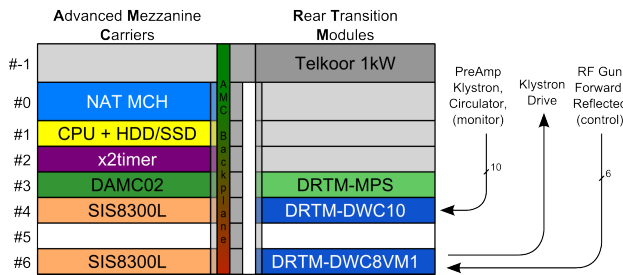 Advanced Mezzanine
Carriers
Rear Transition
Modules
#-1
Telkoor 1kW
#0
NAT MCH
#1
CPU + HDD/SSD
#2
x2timer
#3
DAMC02
DRTM-MPS
#4
SIS8300L
DRTM-DWC10
#5
#6
SIS8300L
DRTM-DWC8VM1
AMC Backplane
PreAmp
Klystron,
Circulator,
(monitor)
10
Klystron
Drive
RF Gun
Forward
Reflected
(control)
6